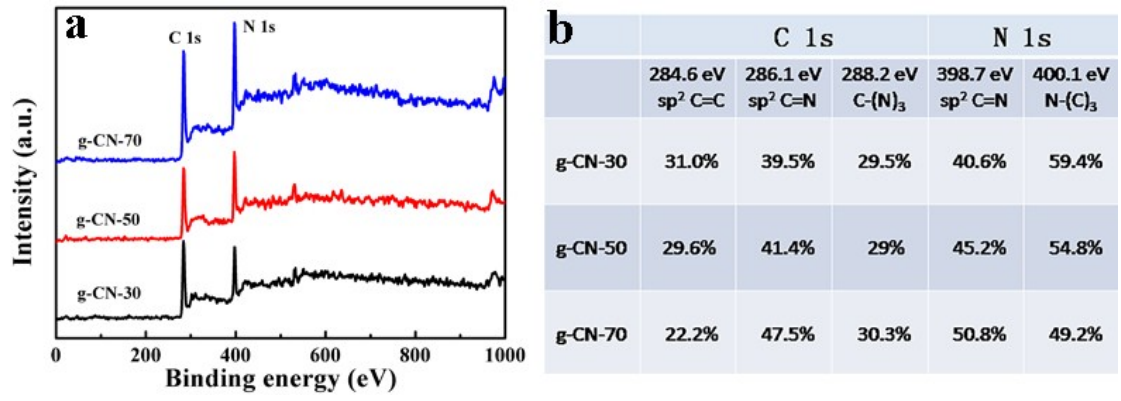 a
C 1s
N 1s
g-CN-70
g-CN-50
g-CN-30
Intensity (a.u.)
0 200 400 600 800 1000
Binding energy (eV)
b
C 1s N 1s
284.6 eV 286.1 eV 288.2 eV 398.7 eV 400.1 eV
sp² C=C sp² C=N C-(N)₃ sp² C=N N-(C)₃
g-CN-30 31.0% 39.5% 29.5% 40.6% 59.4%
g-CN-50 29.6% 41.4% 29% 45.2% 54.8%
g-CN-70 22.2% 47.5% 30.3% 50.8% 49.2%